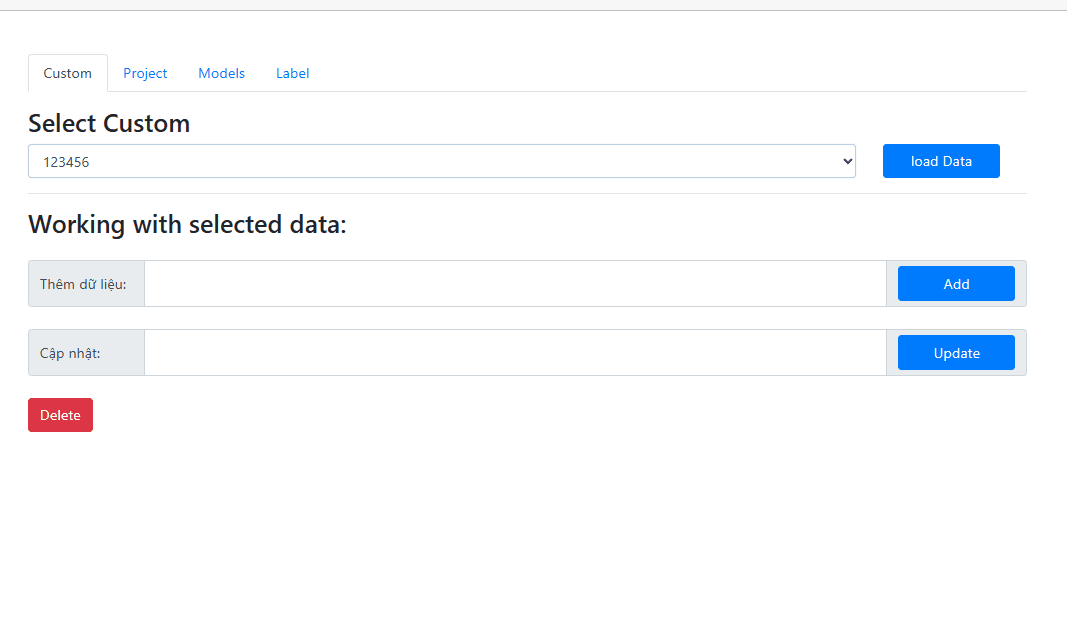 Custom Project Models Label
Select Custom
123456 load Data
Working with selected data:
Thêm dữ liệu: Add
Cập nhật: Update
Delete